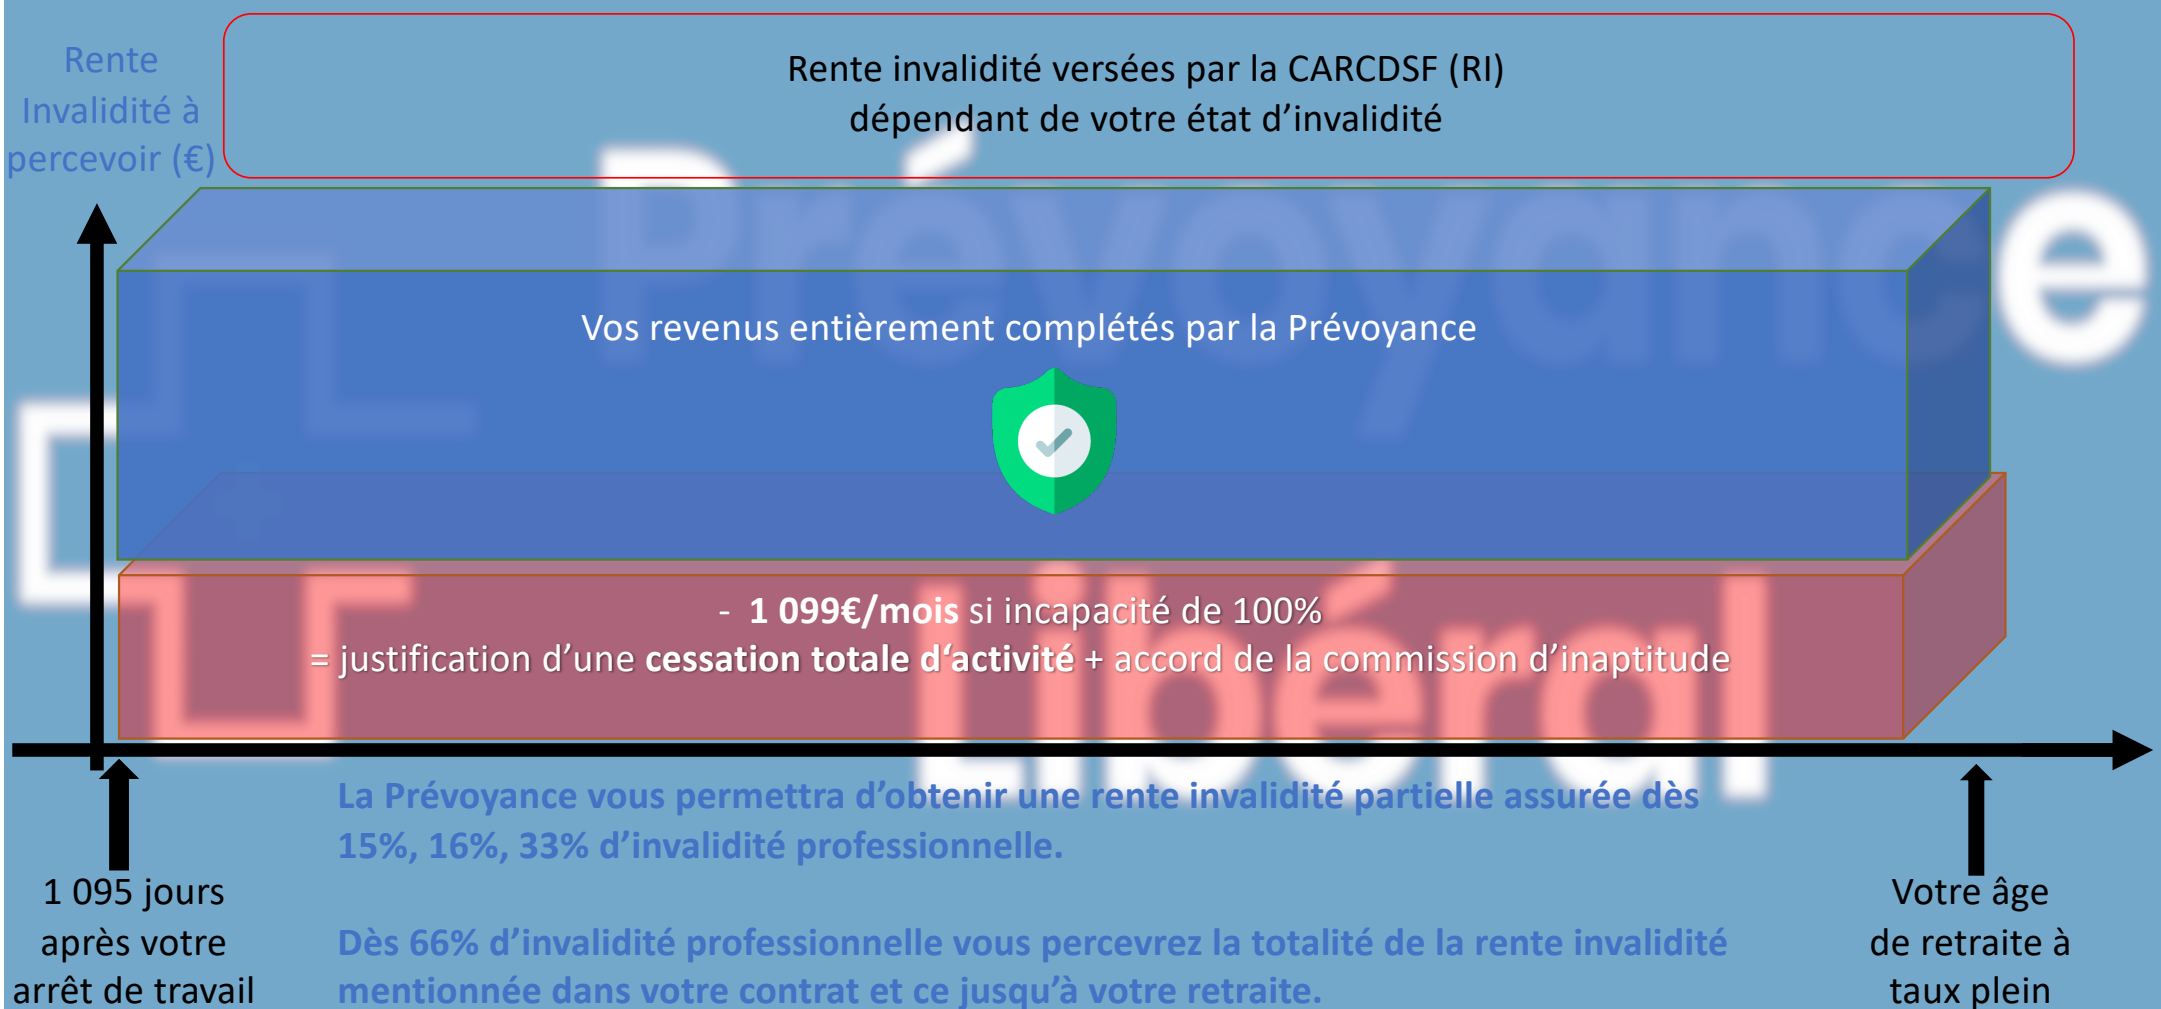 Rente
Invalidité à
percevoir (€)
Rente invalidité versées par la CARCDSF (RI)
dépendant de votre état d’invalidité
Prévoyance
Vos revenus entièrement complétés par la Prévoyance
Libéral
- 1 099€/mois si incapacité de 100%
= justification d’une cessation totale d‘activité + accord de la commission d’inaptitude
La Prévoyance vous permettra d’obtenir une rente invalidité partielle assurée dès
15%, 16%, 33% d’invalidité professionnelle.
Dès 66% d’invalidité professionnelle vous percevrez la totalité de la rente invalidité
mentionnée dans votre contrat et ce jusqu’à votre retraite.
1 095 jours
après votre
arrêt de travail
Votre âge
de retraite à
taux plein